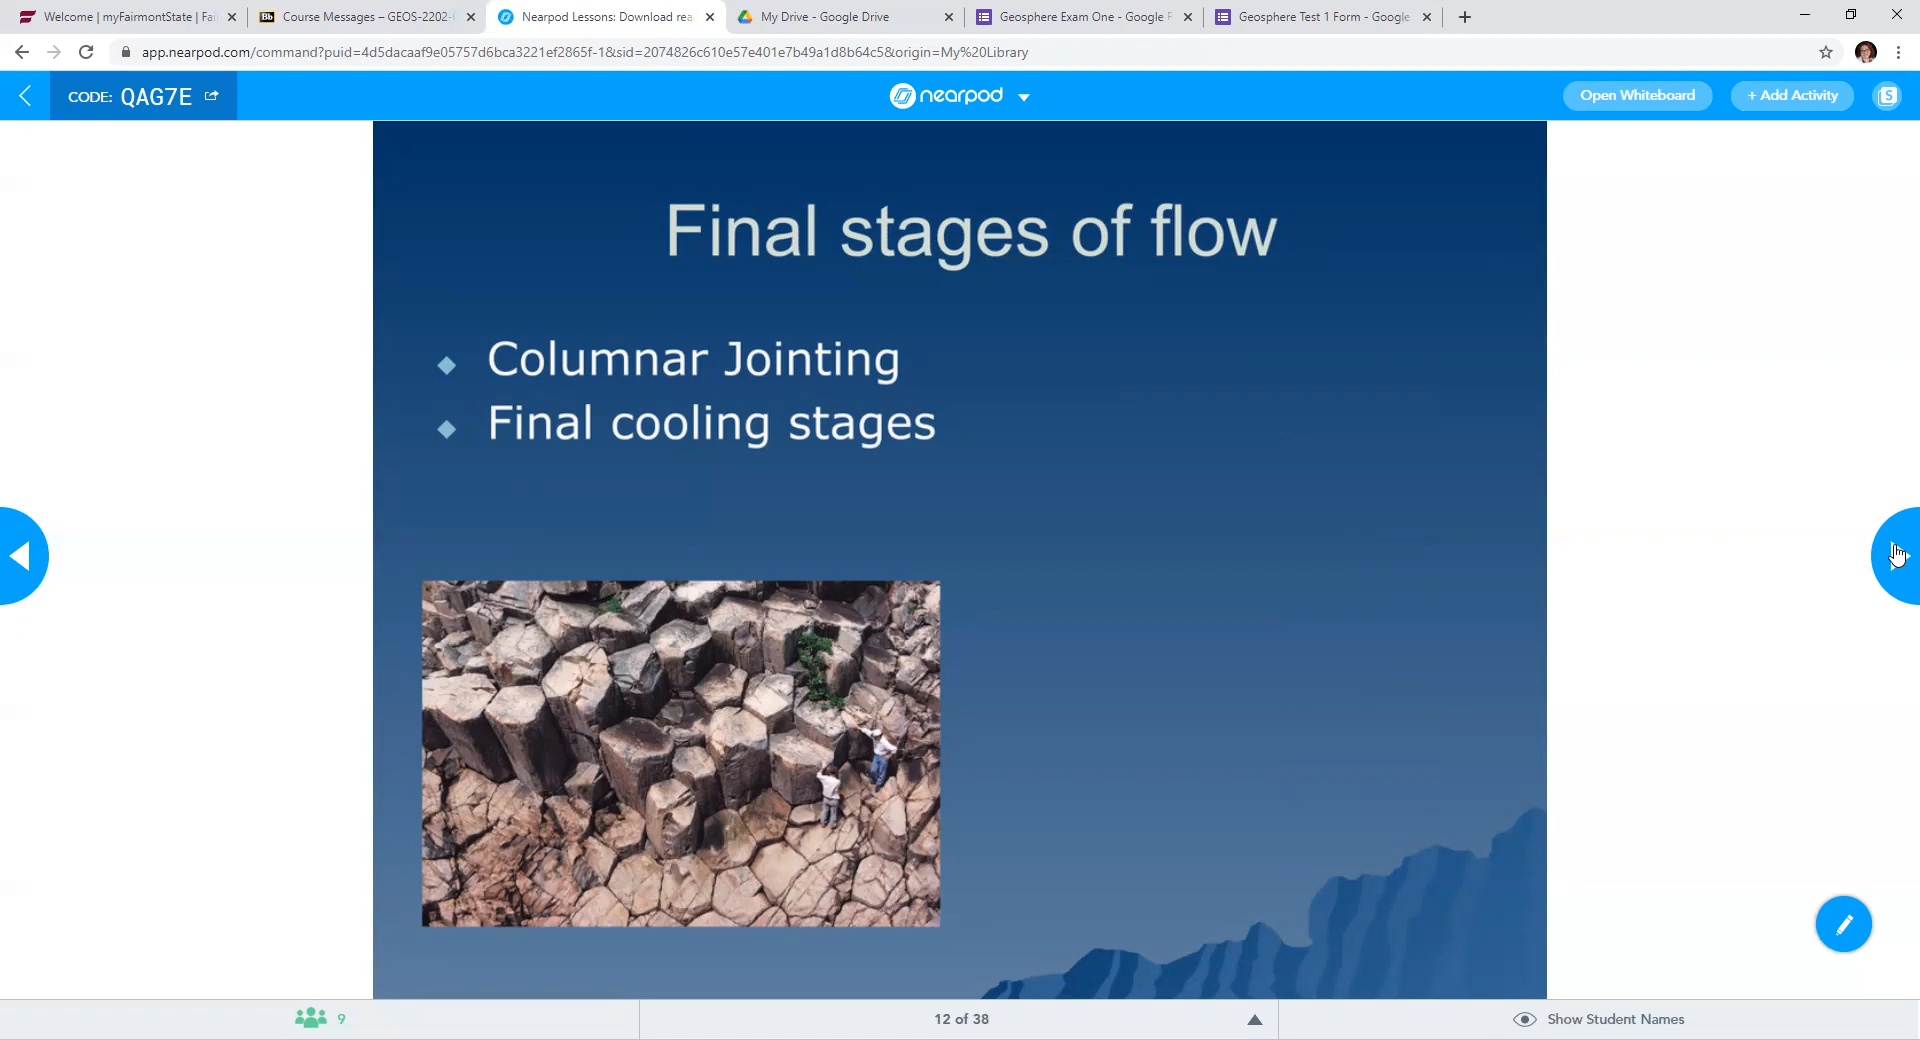 Welcome | myFairmontState | Fai
Course Messages – GEOS-2202-
Nearpod Lessons: Download rea
My Drive - Google Drive
Geosphere Exam One - Google F
Geosphere Test 1 Form - Google
app.nearpod.com/command?puid=4d5dacaaf9e05757d6bca3221ef2865f-1&sid=2074826c610e57e401e7b49a1d8b64c5&origin=My%20Library
CODE: QAG7E
nearpod
Open Whiteboard
+ Add Activity
S
Final stages of flow
Columnar Jointing
Final cooling stages
9
12 of 38
Show Student Names